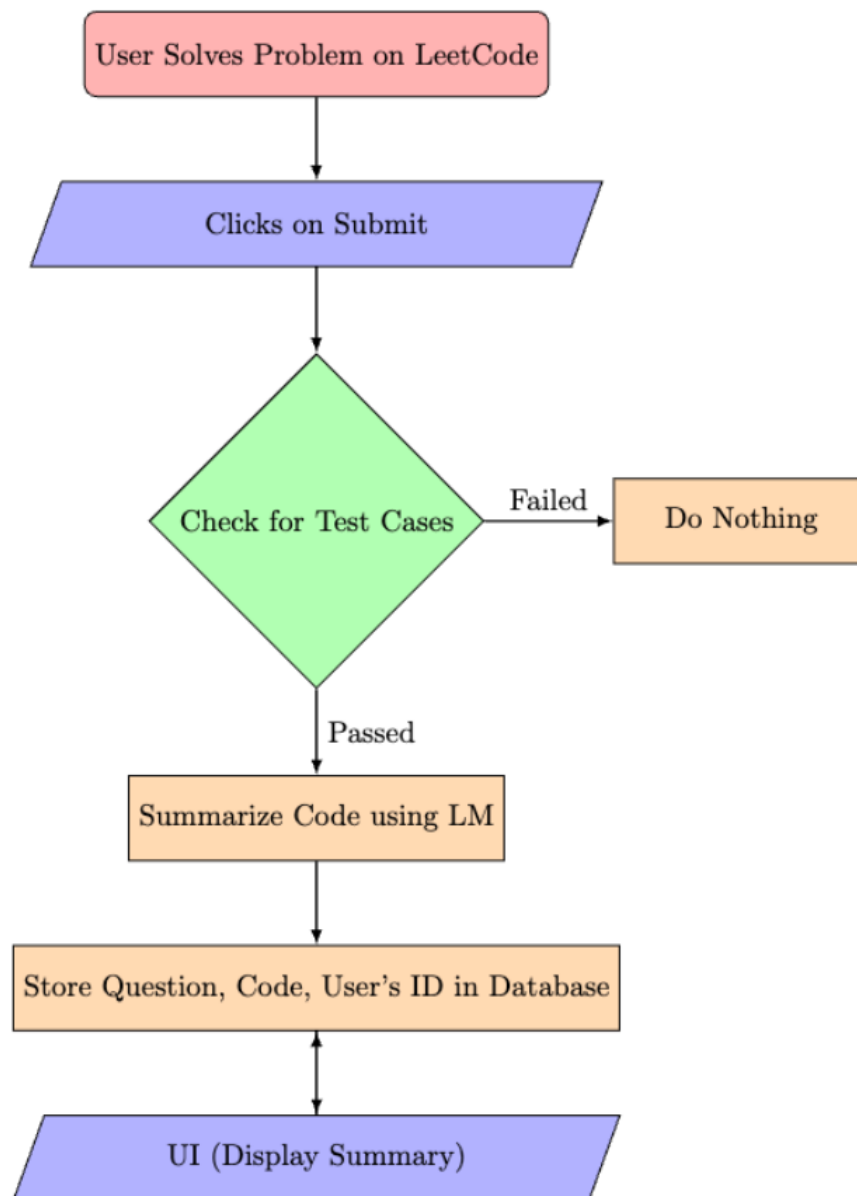 User Solves Problem on LeetCode
Clicks on Submit
Check for Test Cases
Failed
Do Nothing
Passed
Summarize Code using LM
Store Question, Code, User's ID in Database
UI (Display Summary)